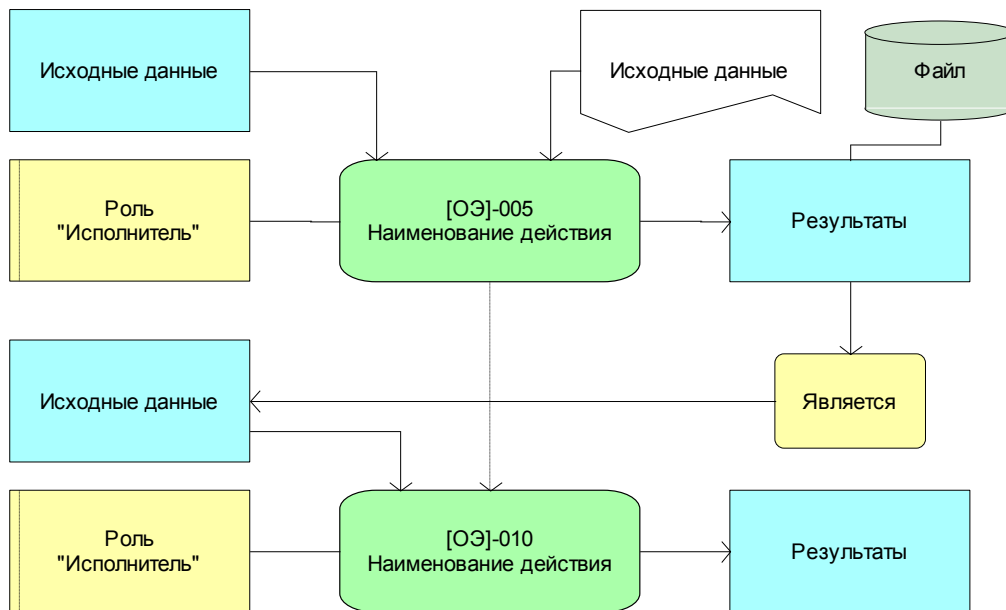 Исходные данные
Исходные данные
Файл
Роль
"Исполнитель"
[ОЭ]-005
Наименование действия
Результаты
Исходные данные
Является
Роль
"Исполнитель"
[ОЭ]-010
Наименование действия
Результаты